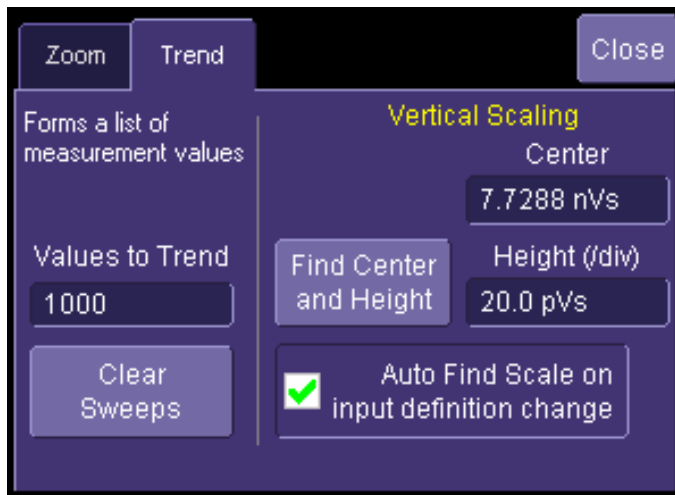 Zoom
Trend
Close
Forms a list of
measurement values
Values to Trend
1000
Clear
Sweeps
Vertical Scaling
Center
7.7288 nVs
Find Center
and Height
Height (/div)
20.0 pVs
Auto Find Scale on
input definition change